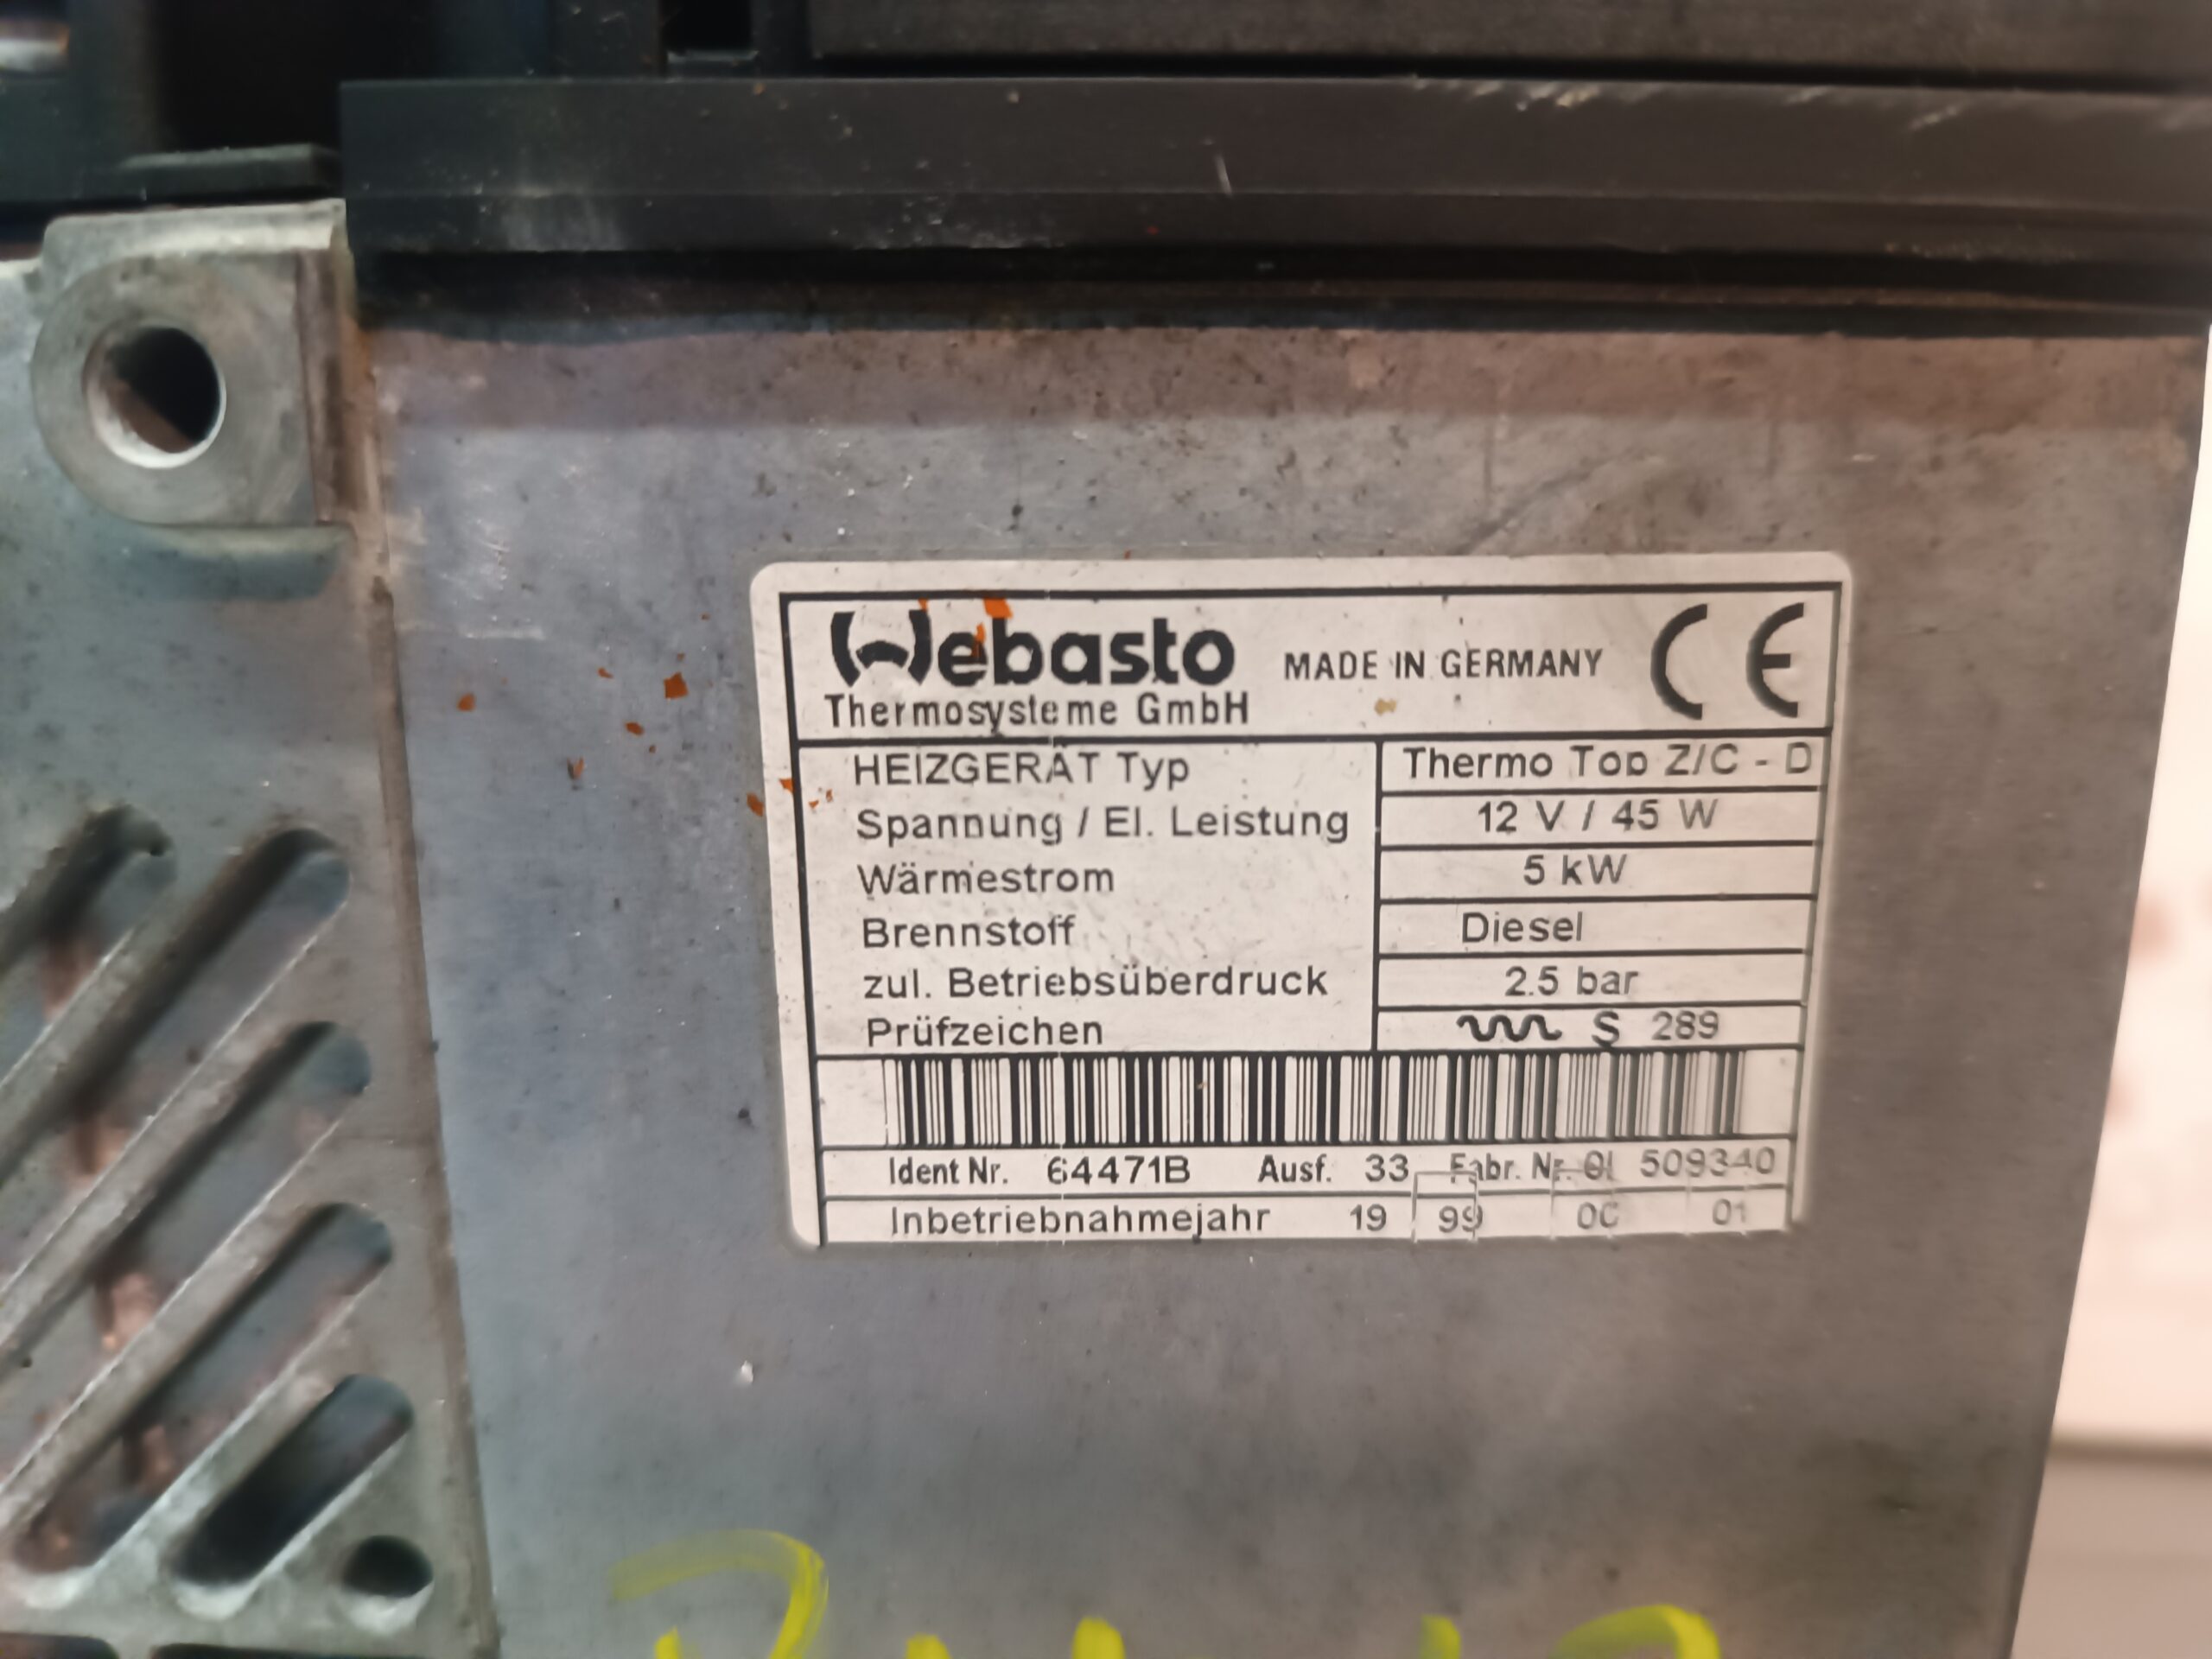 Webasto MADE IN GERMANY CE
Thermosysteme GmbH
HEIZGERÄT Typ Thermo Top Z/C - D
Spannung / El. Leistung 12 V / 45 W
Wärmestrom 5 kW
Brennstoff Diesel
zul. Betriebsüberdruck 2.5 bar
Prüfzeichen S 289
Ident Nr. 64471B Ausf. 33 Fabr. Nr. 509340
Inbetriebnahmejahr 19 99 01